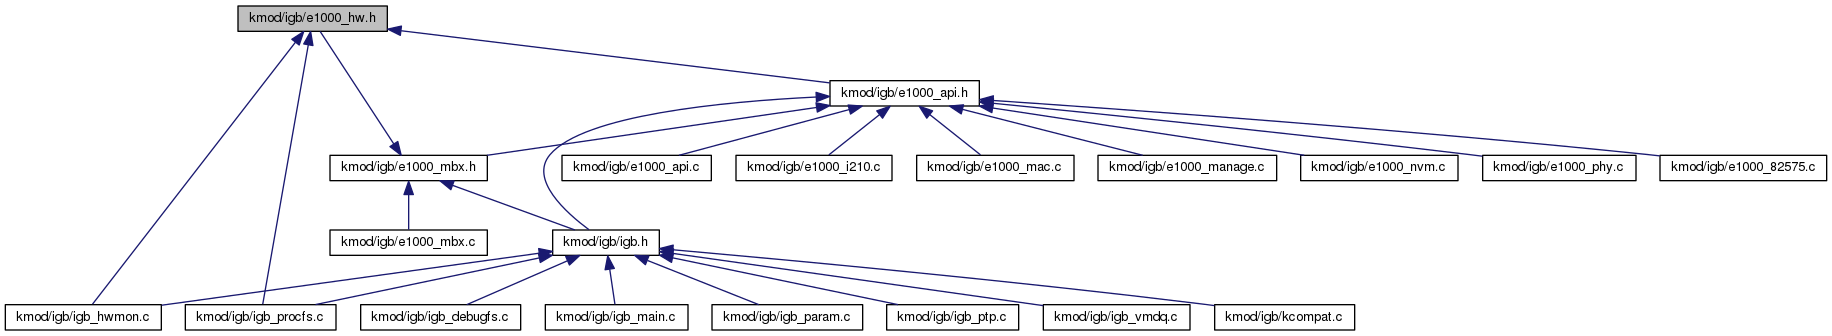 kmod/igb/e1000_hw.h
kmod/igb/e1000_api.h
kmod/igb/e1000_mbx.h
kmod/igb/e1000_api.c
kmod/igb/e1000_i210.c
kmod/igb/e1000_mac.c
kmod/igb/e1000_manage.c
kmod/igb/e1000_nvm.c
kmod/igb/e1000_phy.c
kmod/igb/e1000_82575.c
kmod/igb/e1000_mbx.c
kmod/igb/igb.h
kmod/igb/igb_hwmon.c
kmod/igb/igb_procfs.c
kmod/igb/igb_debugfs.c
kmod/igb/igb_main.c
kmod/igb/igb_param.c
kmod/igb/igb_ptp.c
kmod/igb/igb_vmdq.c
kmod/igb/kcompat.c